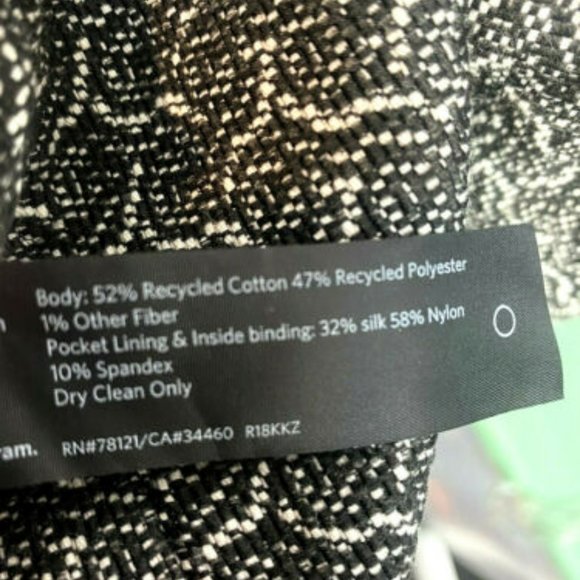 Body: 52% Recycled Cotton 47% Recycled Polyester
1% Other Fiber
Pocket Lining & Inside binding: 32% silk 58% Nylon
10% Spandex
Dry Clean Only
RN#78121/CA#34460 R18KKZ